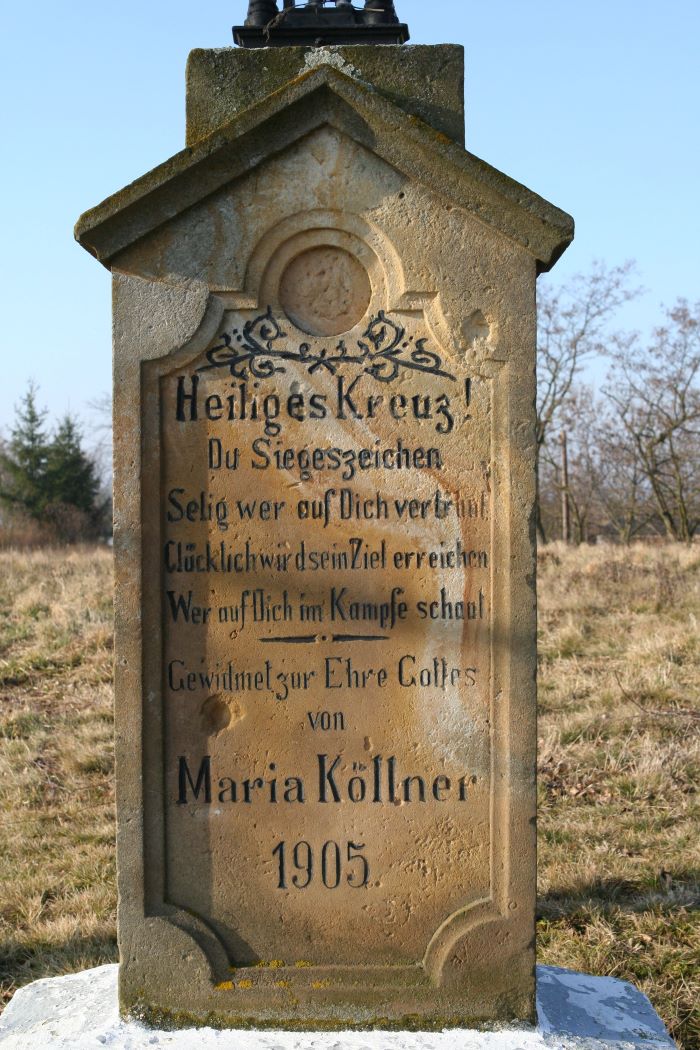 Heiliges Kreuz!
Du Siegeszeichen
Selig wer auf Dich vertraut
Glücklich wird sein Ziel erreichen
Wer auf Dich im Kampfe schaut
Gewidmet zur Ehre Gottes
von
Maria Köllner
1905.